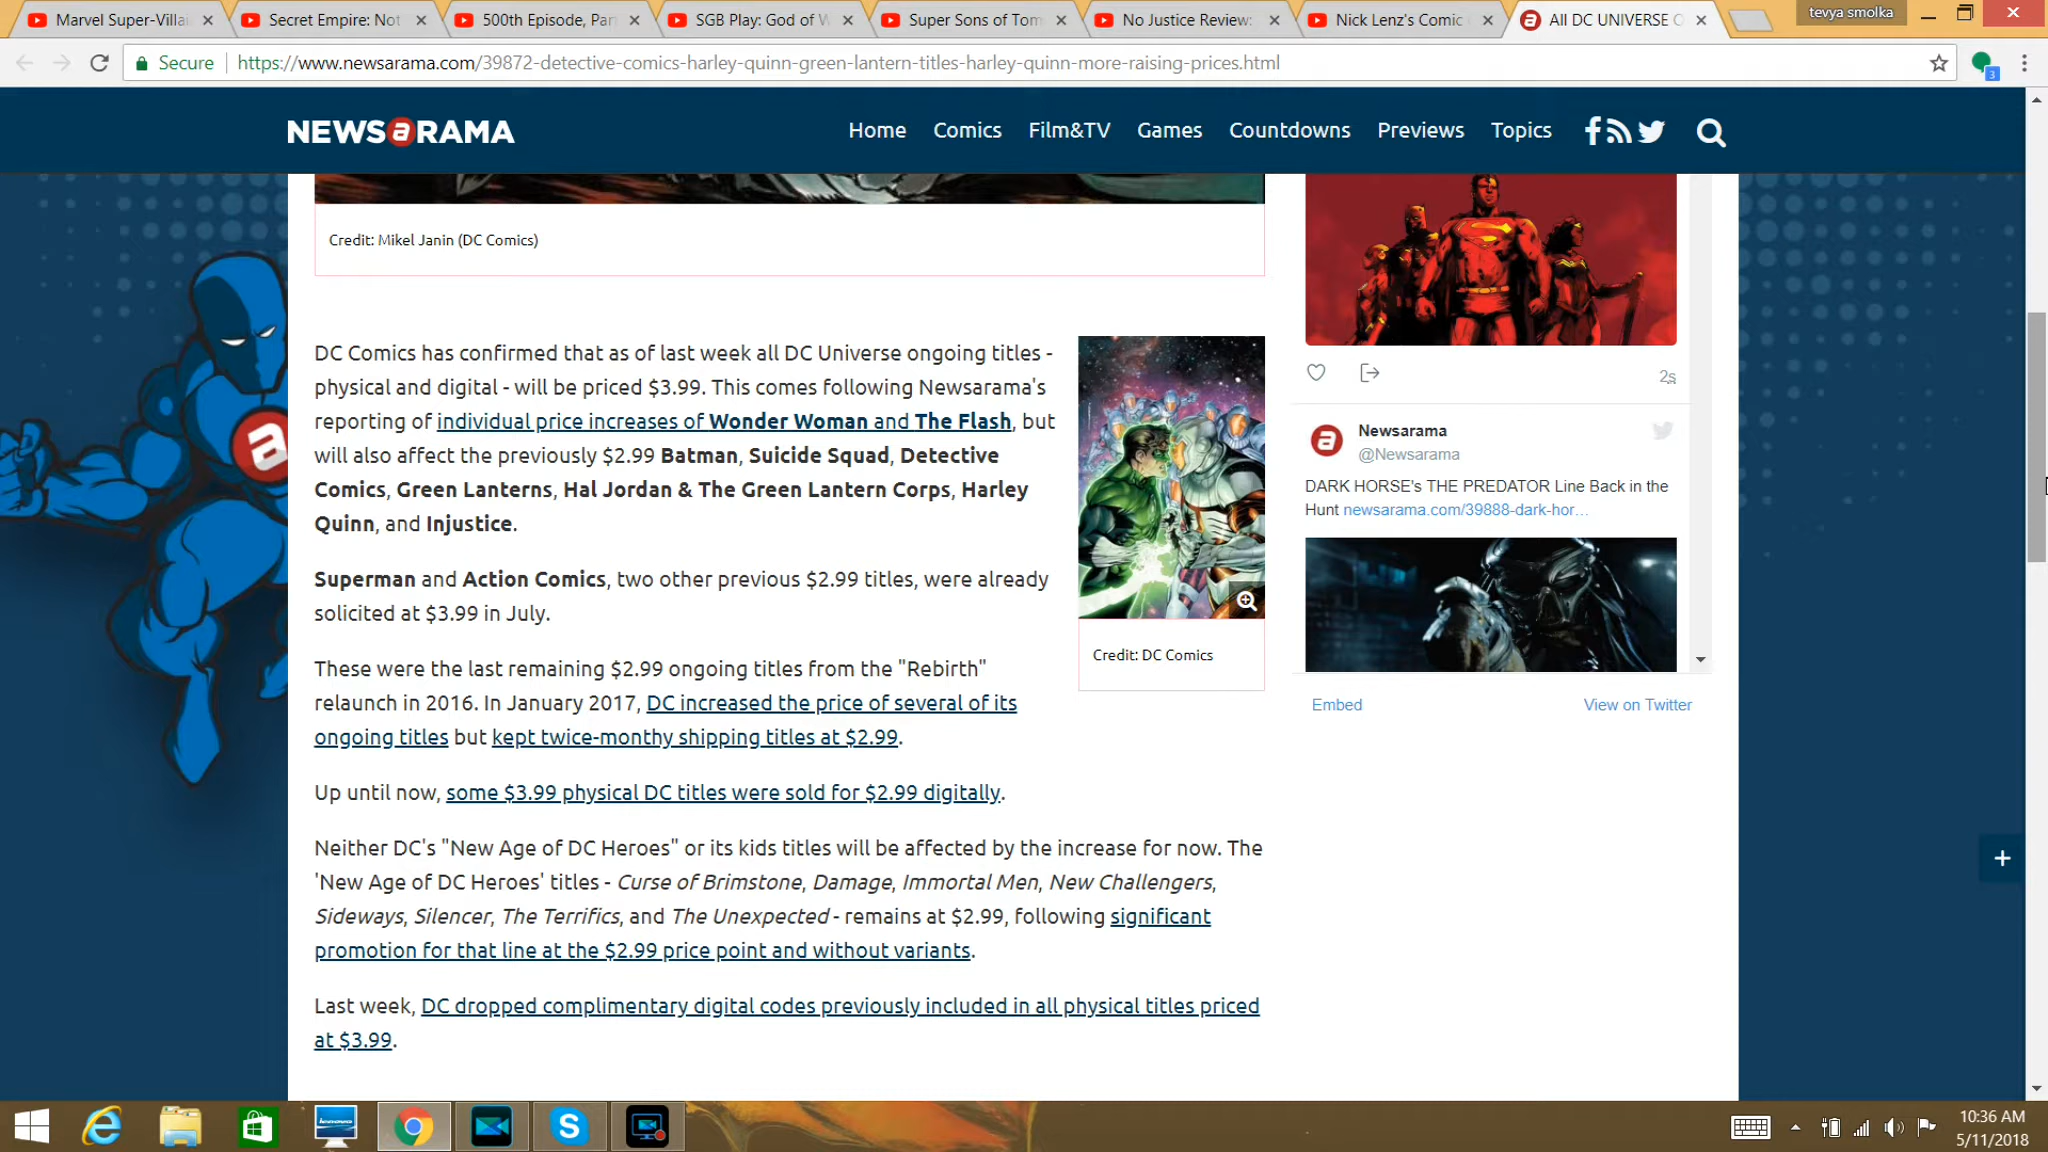 Marvel Super-Villai
Secret Empire: Not
500th Episode, Par
SGB Play: God of W
Super Sons of Tom
No Justice Review:
Nick Lenz's Comic
All DC UNIVERSE O
tevya smolka
Secure
https://www.newsarama.com/39872-detective-comics-harley-quinn-green-lantern-titles-harley-quinn-more-raising-prices.html
3
NEWSaRAMA
Home
Comics
Film&TV
Games
Countdowns
Previews
Topics
Credit: Mikel Janin (DC Comics)
DC Comics has confirmed that as of last week all DC Universe ongoing titles -
physical and digital - will be priced $3.99. This comes following Newsarama's
reporting of individual price increases of Wonder Woman and The Flash, but
will also affect the previously $2.99 Batman, Suicide Squad, Detective
Comics, Green Lanterns, Hal Jordan & The Green Lantern Corps, Harley
Quinn, and Injustice.
Superman and Action Comics, two other previous $2.99 titles, were already
solicited at $3.99 in July.
These were the last remaining $2.99 ongoing titles from the "Rebirth"
relaunch in 2016. In January 2017, DC increased the price of several of its
ongoing titles but kept twice-monthy shipping titles at $2.99.
Up until now, some $3.99 physical DC titles were sold for $2.99 digitally.
Neither DC's "New Age of DC Heroes" or its kids titles will be affected by the increase for now. The
'New Age of DC Heroes' titles - Curse of Brimstone, Damage, Immortal Men, New Challengers,
Sideways, Silencer, The Terrifics, and The Unexpected - remains at $2.99, following significant
promotion for that line at the $2.99 price point and without variants.
Last week, DC dropped complimentary digital codes previously included in all physical titles priced
at $3.99.
Credit: DC Comics
2s
Newsarama
@Newsarama
DARK HORSE's THE PREDATOR Line Back in the
Hunt newsarama.com/39888-dark-hor…
Embed
View on Twitter
10:36 AM
5/11/2018